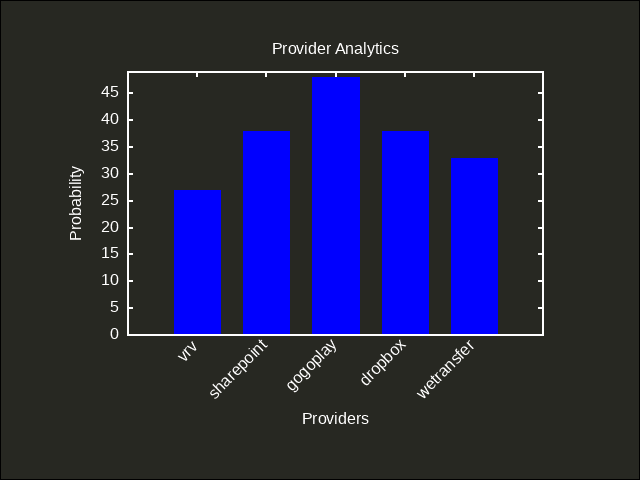 Provider Analytics
45
40
35
30
25
20
15
10
5
0
Probability
vrv
sharepoint
gogoplay
dropbox
wetransfer
Providers